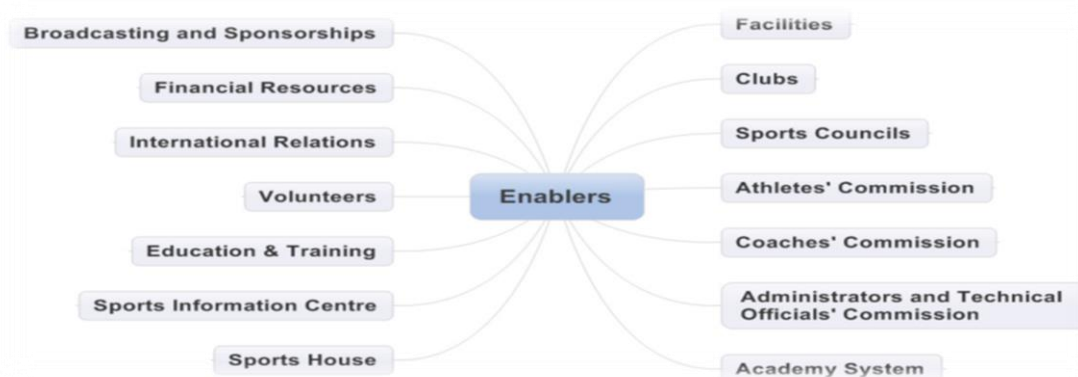 Broadcasting and Sponsorships
Financial Resources
International Relations
Volunteers
Education & Training
Sports Information Centre
Sports House
Enablers
Facilities
Clubs
Sports Councils
Athletes' Commission
Coaches' Commission
Administrators and Technical
Officials' Commission
Academy System